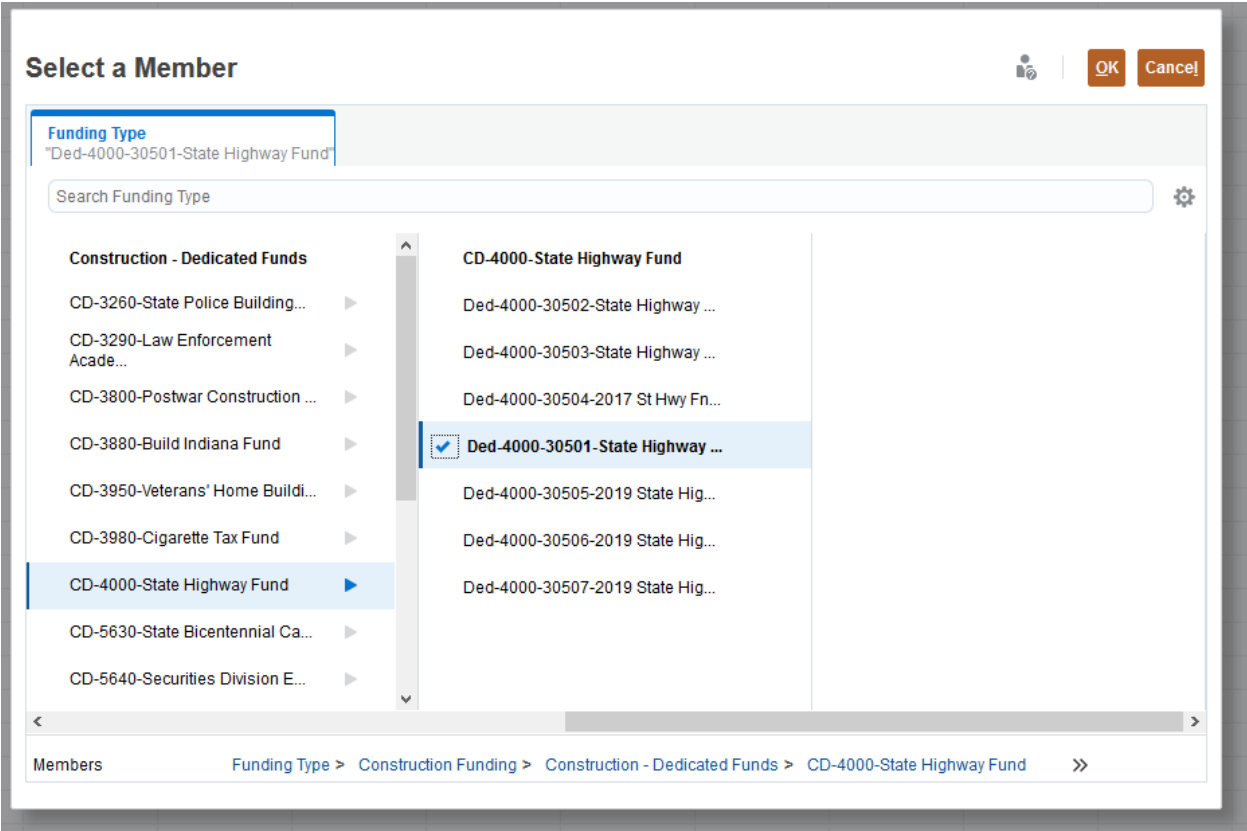 Select a Member
OK
Cancel
Funding Type
"Ded-4000-30501-State Highway Fund"
Search Funding Type
Construction - Dedicated Funds
CD-3260-State Police Building...
CD-3290-Law Enforcement
Acade...
CD-3800-Postwar Construction ...
CD-3880-Build Indiana Fund
CD-3950-Veterans' Home Buildi...
CD-3980-Cigarette Tax Fund
CD-4000-State Highway Fund
CD-5630-State Bicentennial Ca...
CD-5640-Securities Division E...
CD-4000-State Highway Fund
Ded-4000-30502-State Highway ...
Ded-4000-30503-State Highway ...
Ded-4000-30504-2017 St Hwy Fn...
Ded-4000-30501-State Highway ...
Ded-4000-30505-2019 State Hig...
Ded-4000-30506-2019 State Hig...
Ded-4000-30507-2019 State Hig...
Members Funding Type > Construction Funding > Construction - Dedicated Funds > CD-4000-State Highway Fund »